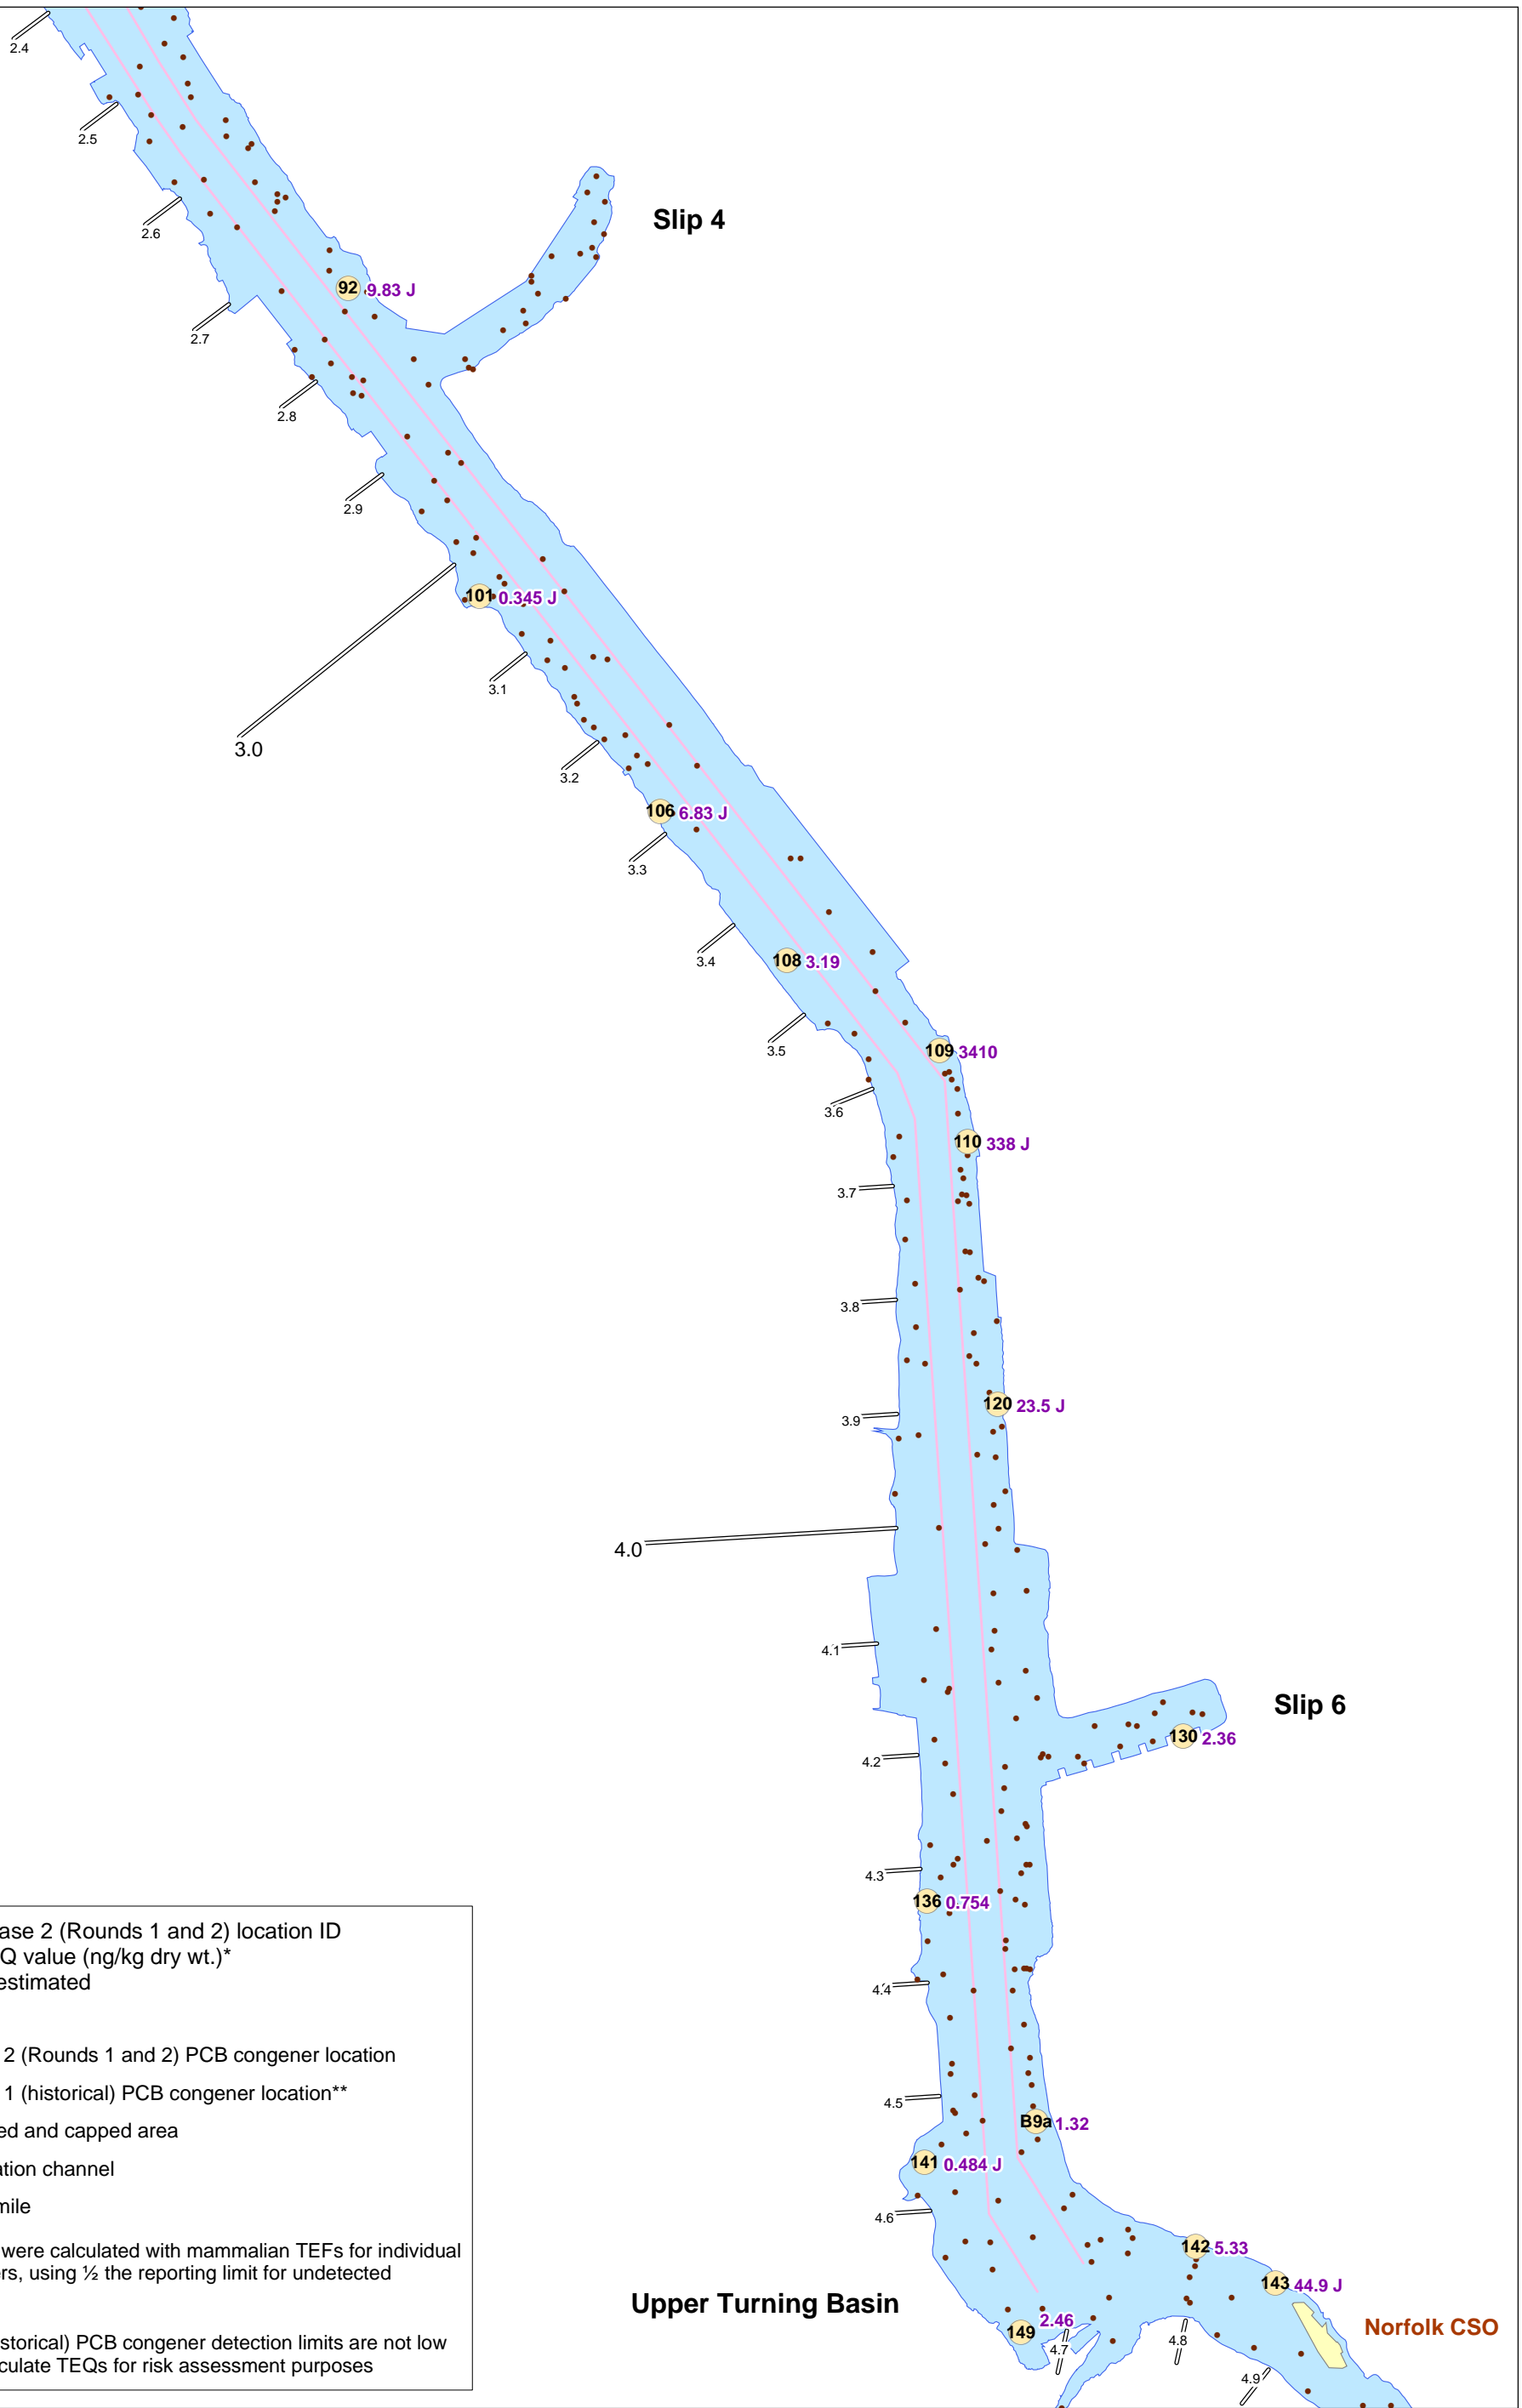 2.4
2.5
2.6
Slip 4
92 9.83 J
2.7
2.8
2.9
101 0.345 J
3.1
3.0
3.2
106 6.83 J
3.3
108 3.19
3.4
3.5
109 3410
3.6
110 338 J
3.7
3.8
120 23.5 J
3.9
4.0
4.1
Slip 6
130 2.36
4.2
4.3
136 0.754
4.4
4.5
B9a 1.32
141 0.484 J
4.6
142 5.33
143 44.9 J
Upper Turning Basin
2.46
149
Norfolk CSO
4.7
4.8
4.9
ase 2 (Rounds 1 and 2) location ID
Q value (ng/kg dry wt.)*
estimated
2 (Rounds 1 and 2) PCB congener location
1 (historical) PCB congener location**
ed and capped area
ation channel
mile
were calculated with mammalian TEFs for individual
ers, using ½ the reporting limit for undetected
storical) PCB congener detection limits are not low
culate TEQs for risk assessment purposes